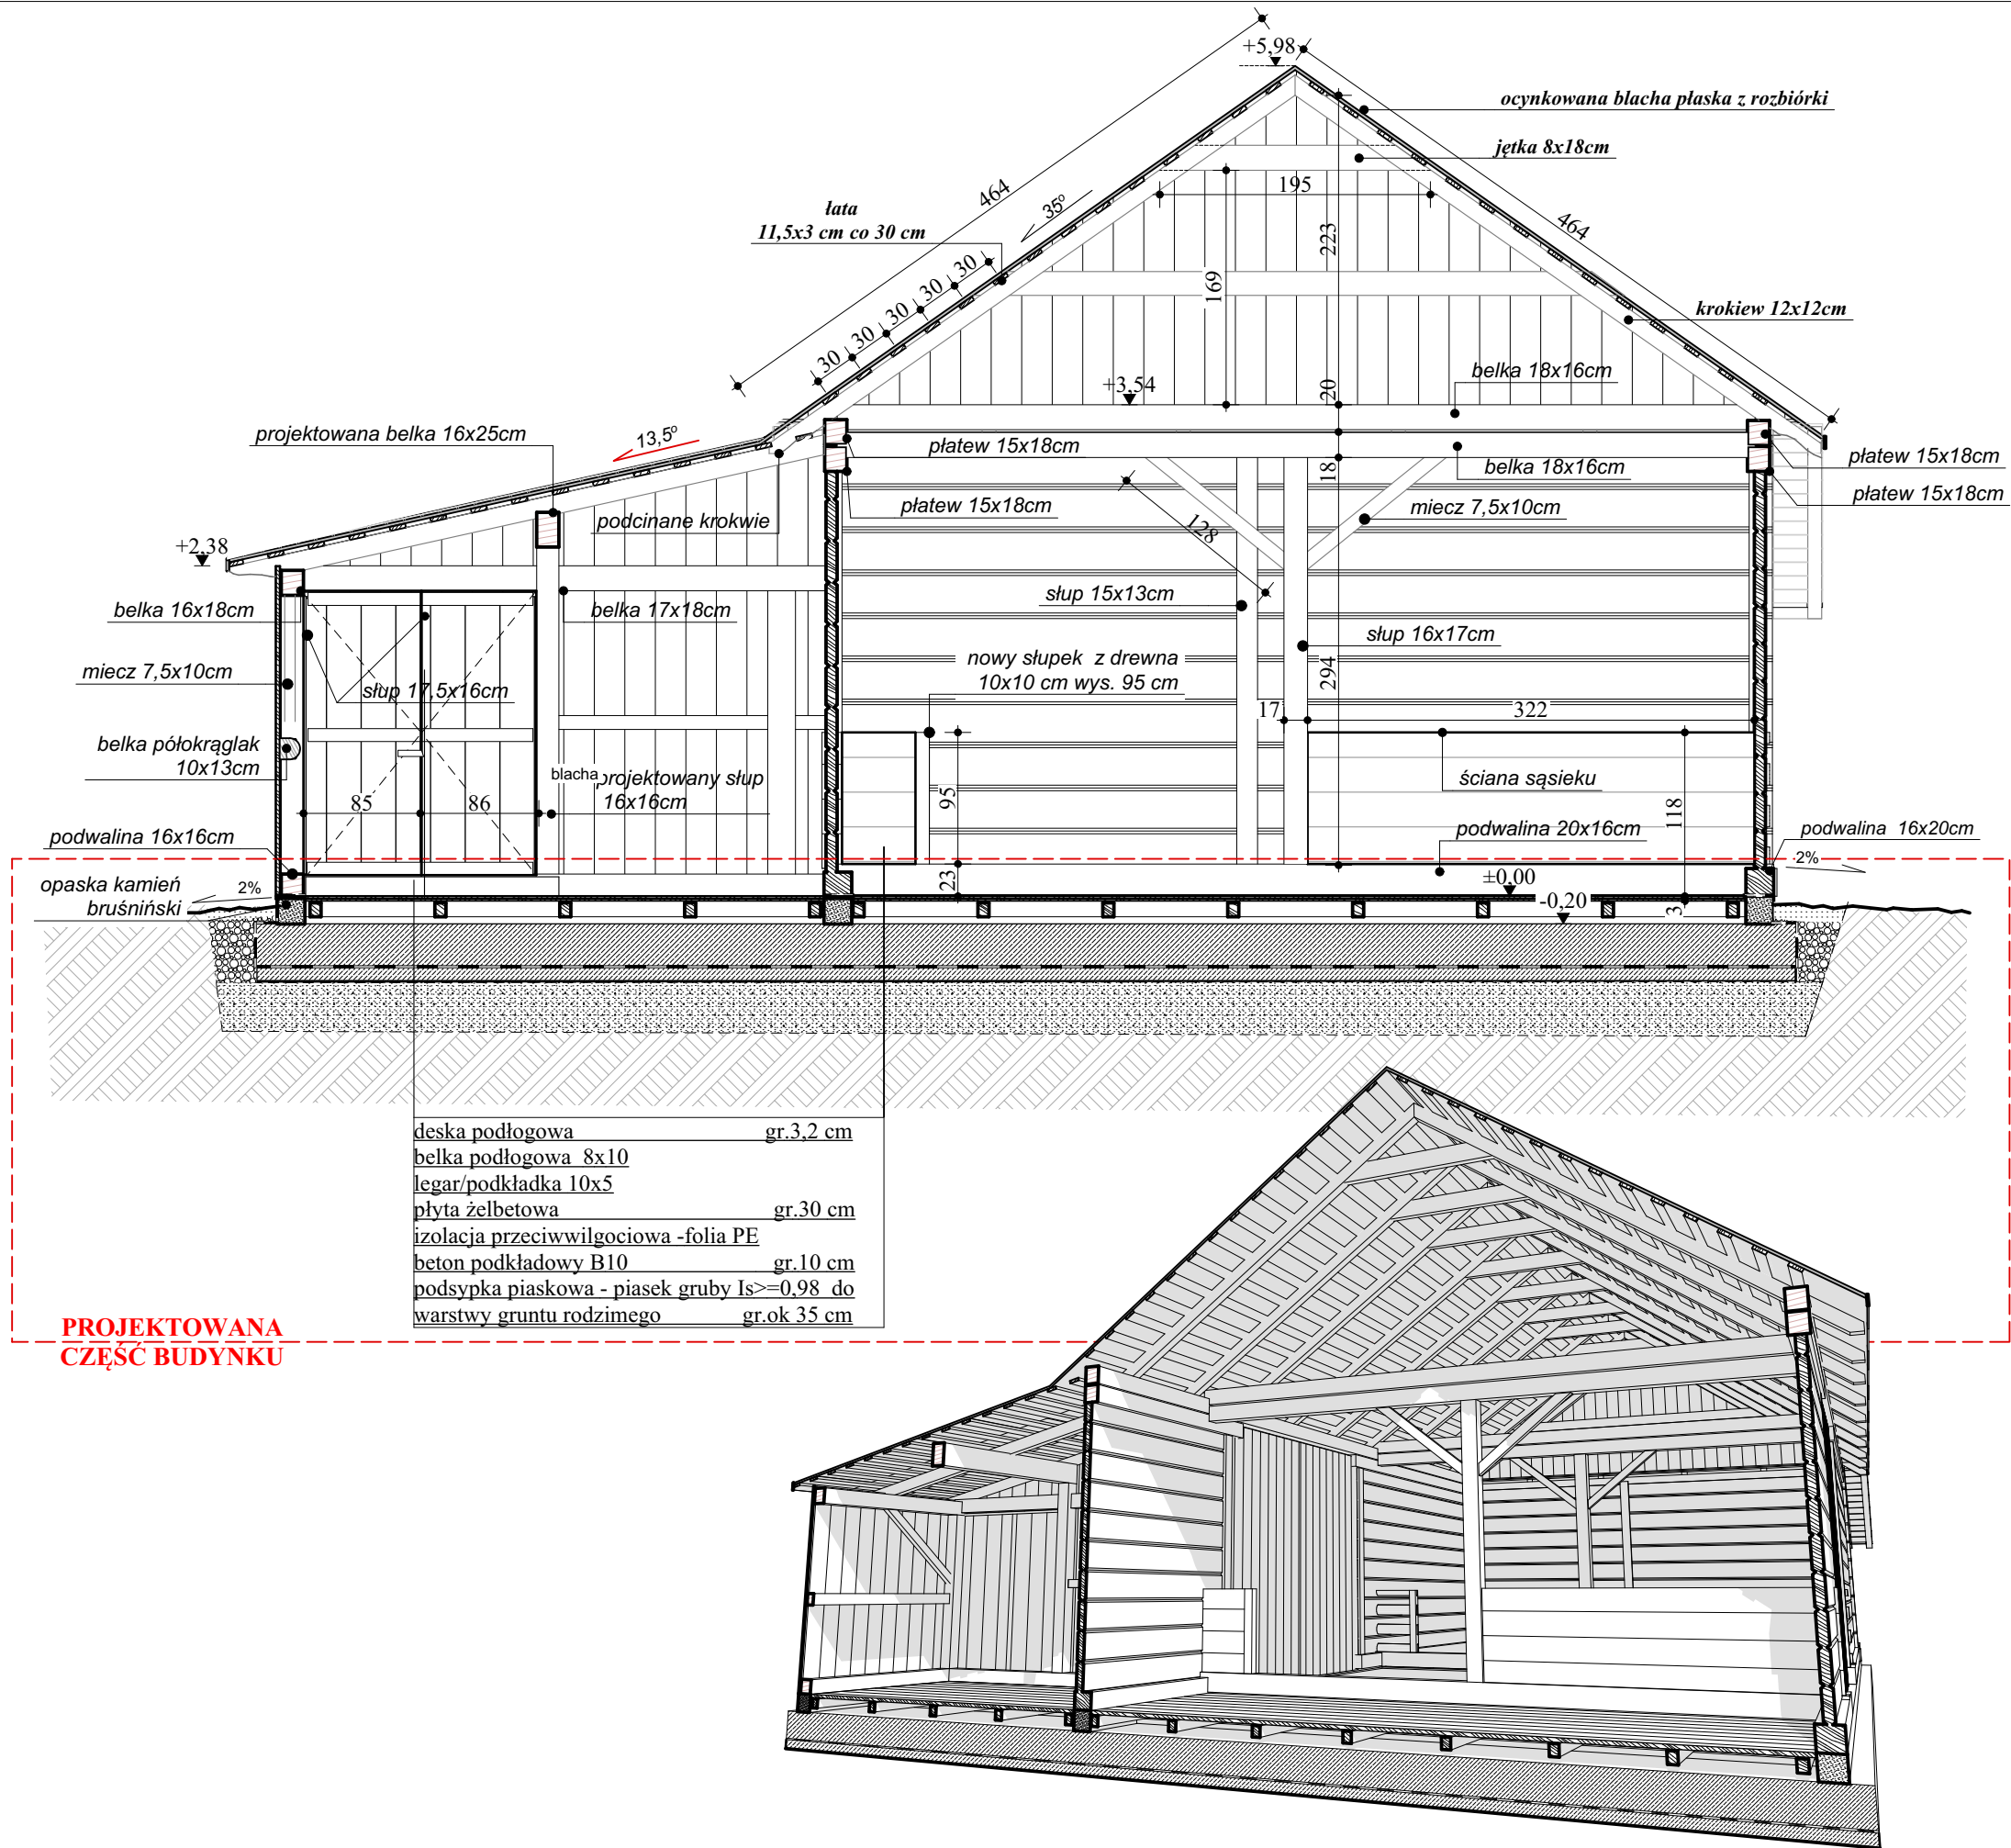 +5,98
ocynkowana blacha płaska z rozbiórki
jętka 8x18cm
464
35°
195
464
łata
11,5x3 cm co 30 cm
223
169
30
30
30
30
30
krokiew 12x12cm
+3,54
20
belka 18x16cm
projektowana belka 16x25cm
13,5°
płatew 15x18cm
18
belka 18x16cm
płatew 15x18cm
płatew 15x18cm
płatew 15x18cm
podcinane krokwie
miecz 7,5x10cm
128
+2,38
belka 16x18cm
belka 17x18cm
słup 15x13cm
słup 16x17cm
miecz 7,5x10cm
słup 17,5x16cm
nowy słupek z drewna
10x10 cm wys. 95 cm
294
17
322
belka półokrąglak
10x13cm
blacha
projektowany słup
16x16cm
ściana sąsieku
85
86
95
118
podwalina 16x16cm
podwalina 20x16cm
podwalina 16x20cm
2%
opaska kamień
bruśniński
2%
23
±0,00
-0,20
3
deska podłogowa gr.3,2 cm
belka podłogowa 8x10
legar/podkładka 10x5
płyta żelbetowa gr.30 cm
izolacja przeciwwilgociowa -folia PE
beton podkładowy B10 gr.10 cm
podsypka piaskowa - piasek gruby Is>=0,98 do
warstwy gruntu rodzimego gr.ok 35 cm
PROJEKTOWANA
CZĘŚĆ BUDYNKU